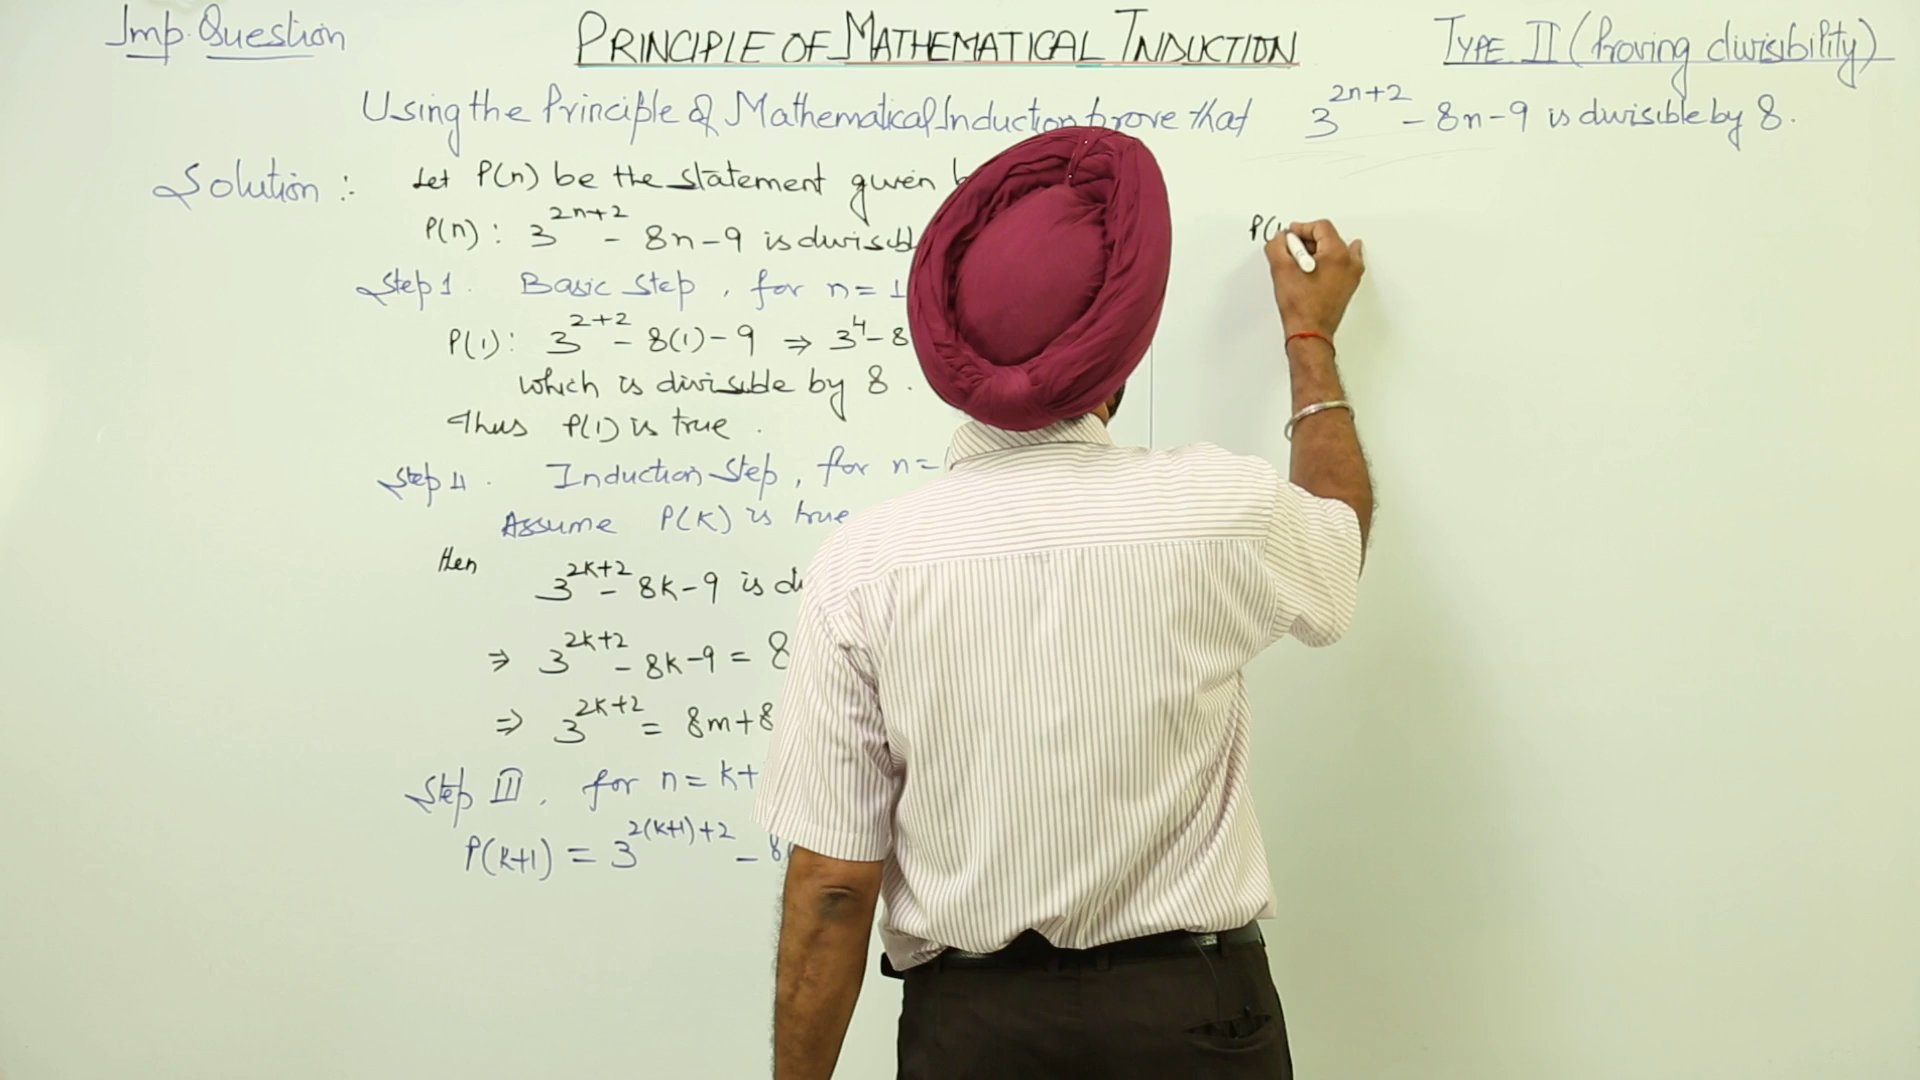 Imp. Question
PRINCIPLE OF MATHEMATICAL INDUCTION
TYPE II (Proving divisibility)
Using the Principle of Mathematical Induction prove that 3^{2n+2} - 8n - 9 is divisible by 8.
Solution :- Let P(n) be the statement given
P(n) : 3^{2n+2} - 8n - 9 is
Step 1. Basic step, for n = 1
P(1) : 3^{2+2} - 8(1) - 9 ⇒ 3^4 - 8
which is divisible by 8.
Thus P(1) is true.
Step II. Induction Step, for n =
Assume P(K) is true
then 3^{2K+2} - 8K - 9 is
⇒ 3^{2K+2} - 8K - 9 = 8
⇒ 3^{2K+2} = 8m + 8
Step III, for n = K +
P(K+1) = 3^{2(K+1)+2} - 8
P(